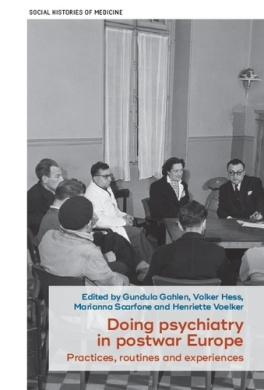 SOCIAL HISTORIES OF MEDICINE
Edited by Gundula Gahlen, Volker Hess,
Marianna Scarfone and Henriette Voelker
Doing psychiatry
in postwar Europe
Practices, routines and experiences